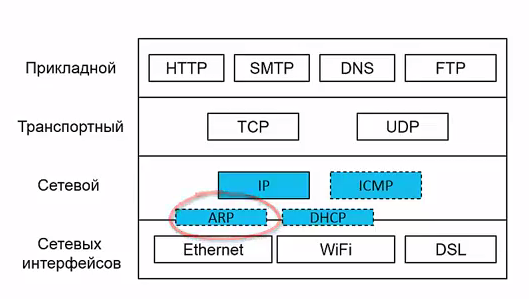 Прикладной
HTTP SMTP DNS FTP
Транспортный
TCP UDP
Сетевой
IP ICMP
ARP DHCP
Сетевых
интерфейсов
Ethernet WiFi DSL